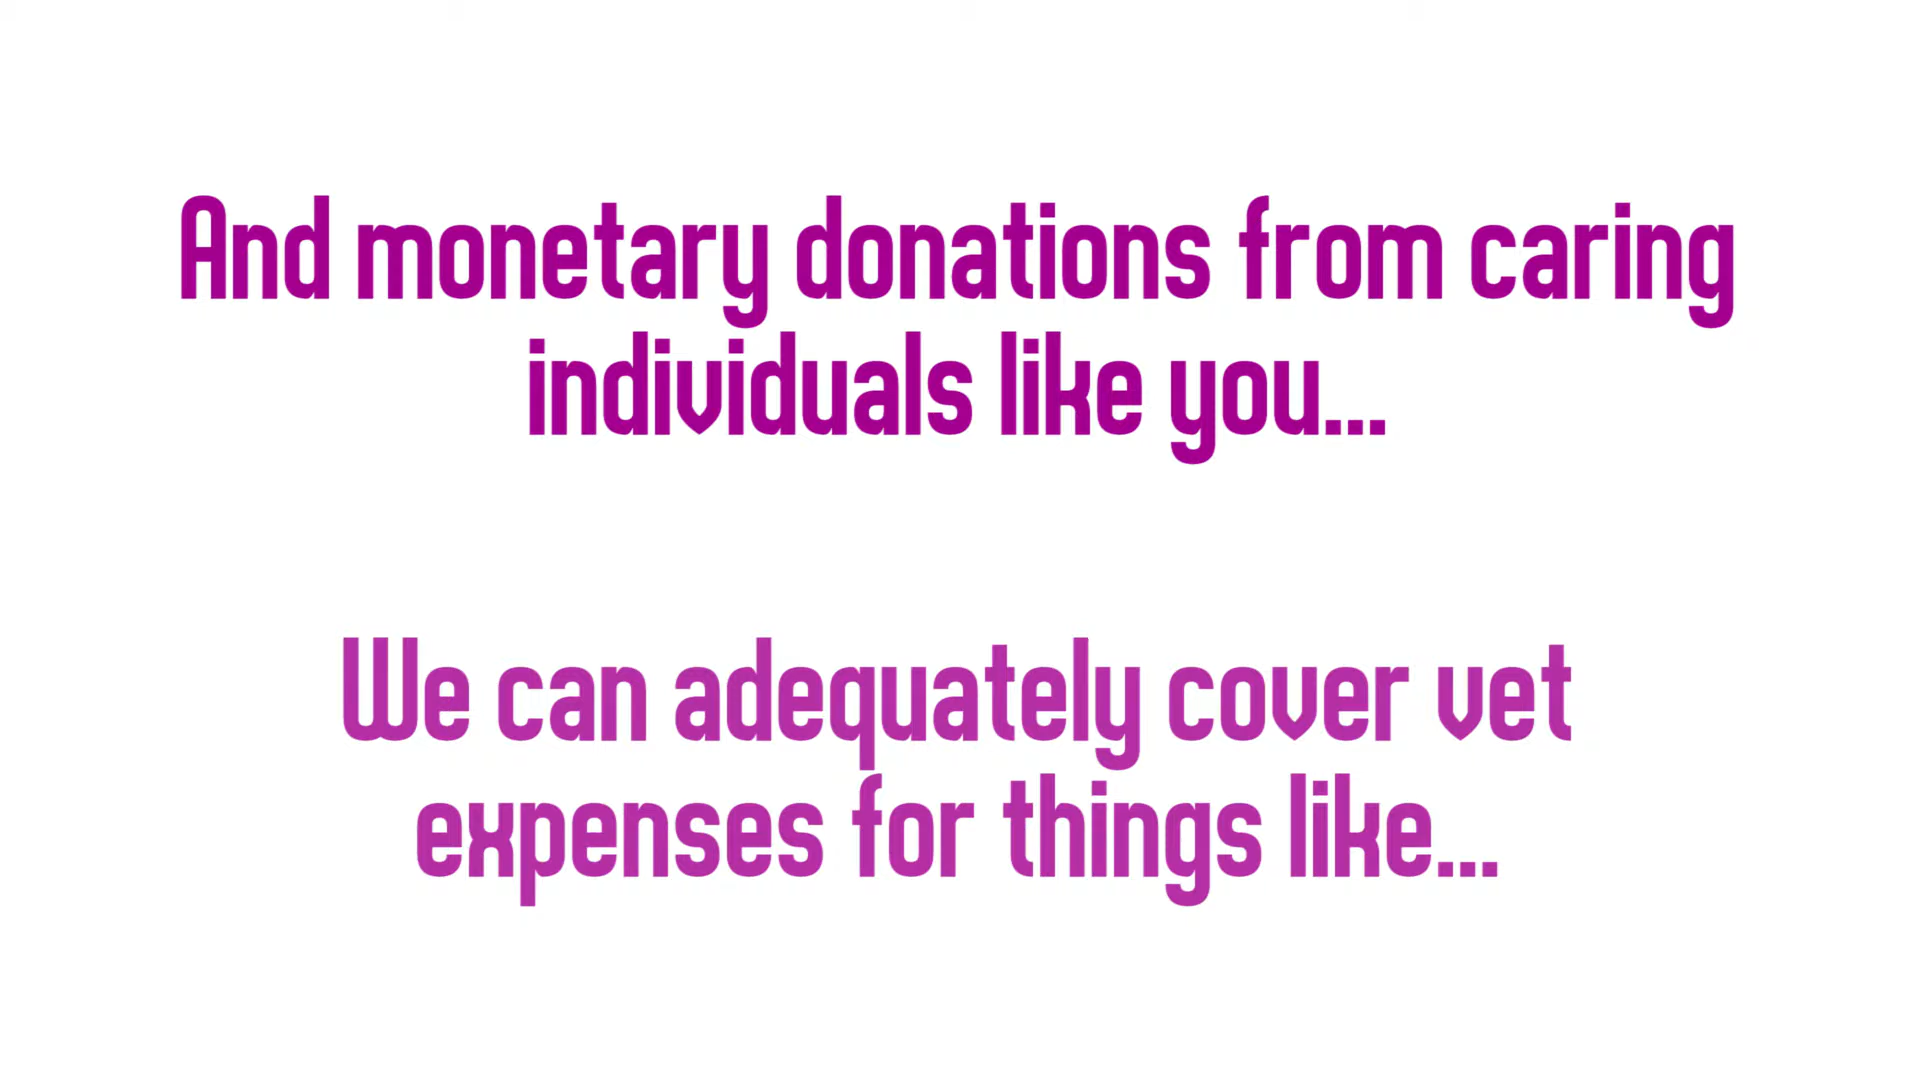 And monetary donations from caring
individuals like you...
We can adequately cover vet
expenses for things like...